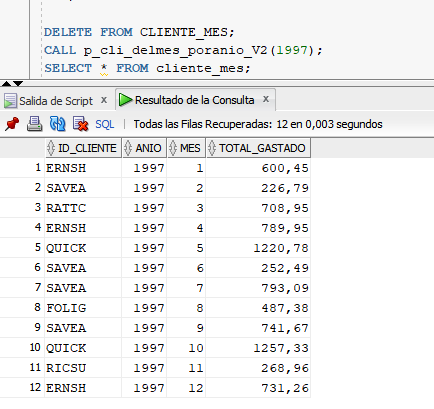 DELETE FROM CLIENTE_MES;
CALL p_cli_delmes_poranio_V2(1997);
SELECT * FROM cliente_mes;
Salida de Script x Resultado de la Consulta x
SQL | Todas las Filas Recuperadas: 12 en 0,003 segundos
ID_CLIENTE ANIO MES TOTAL_GASTADO
1 ERNSH 1997 1 600,45
2 SAVEA 1997 2 226,79
3 RATTC 1997 3 708,95
4 ERNSH 1997 4 789,95
5 QUICK 1997 5 1220,78
6 SAVEA 1997 6 252,49
7 SAVEA 1997 7 793,09
8 FOLIG 1997 8 487,38
9 SAVEA 1997 9 741,67
10 QUICK 1997 10 1257,33
11 RICSU 1997 11 268,96
12 ERNSH 1997 12 731,26